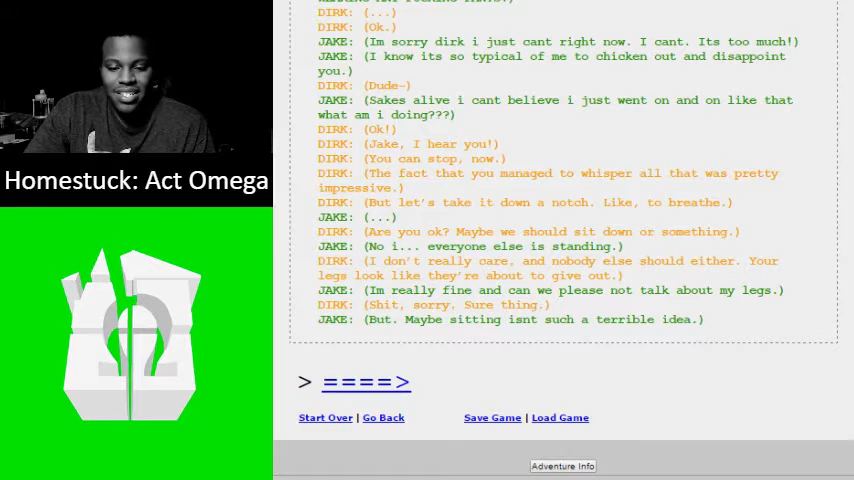 DIRK: (...)
DIRK: (Ok.)
JAKE: (Im sorry dirk i just cant right now. I cant. Its too much!)
JAKE: (I know its so typical of me to chicken out and disappoint
you.)
DIRK: (Dude-)
JAKE: (Sakes alive i cant believe i just went on and on like that
what am i doing???)
DIRK: (Ok!)
DIRK: (Jake, I hear you!)
DIRK: (You can stop, now.)
DIRK: (The fact that you managed to whisper all that was pretty
impressive.)
DIRK: (But let's take it down a notch. Like, to breathe.)
JAKE: (...)
DIRK: (Are you ok? Maybe we should sit down or something.)
JAKE: (No i... everyone else is standing.)
DIRK: (I don't really care, and nobody else should either. Your
legs look like they're about to give out.)
JAKE: (Im really fine and can we please not talk about my legs.)
DIRK: (Shit, sorry. Sure thing.)
JAKE: (But. Maybe sitting isnt such a terrible idea.)
> ====>
Start Over | Go Back Save Game | Load Game
Adventure Info
Homestuck: Act Omega
Ω